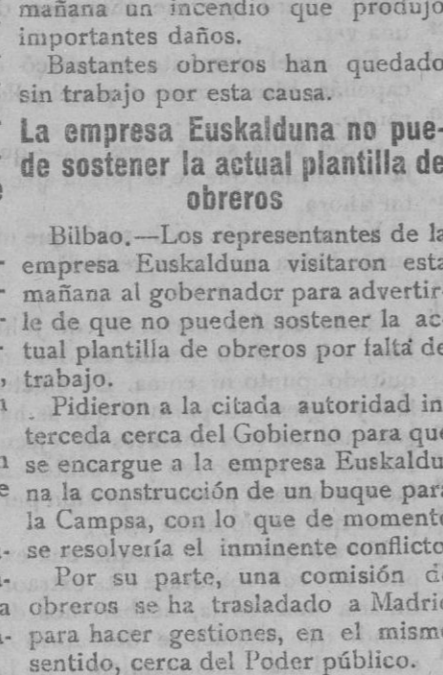 mañana un incendio que produjo
importantes daños.
Bastantes obreros han quedado
sin trabajo por esta causa.
La empresa Euskalduna no pue-
de sostener la actual plantilla de
obreros
Bilbao.—Los representantes de la
empresa Euskalduna visitaron esta
mañana al gobernador para advertir-
le de que no pueden sostener la ac-
tual plantilla de obreros por falta de
trabajo.
Pidieron a la citada autoridad in-
terceda cerca del Gobierno para que
se encargue a la empresa Euskaldu-
na la construcción de un buque para
la Campsa, con lo que de momento
se resolvería el inminente conflicto.
Por su parte, una comisión de
obreros se ha trasladado a Madrid
para hacer gestiones, en el mismo
sentido, cerca del Poder público.